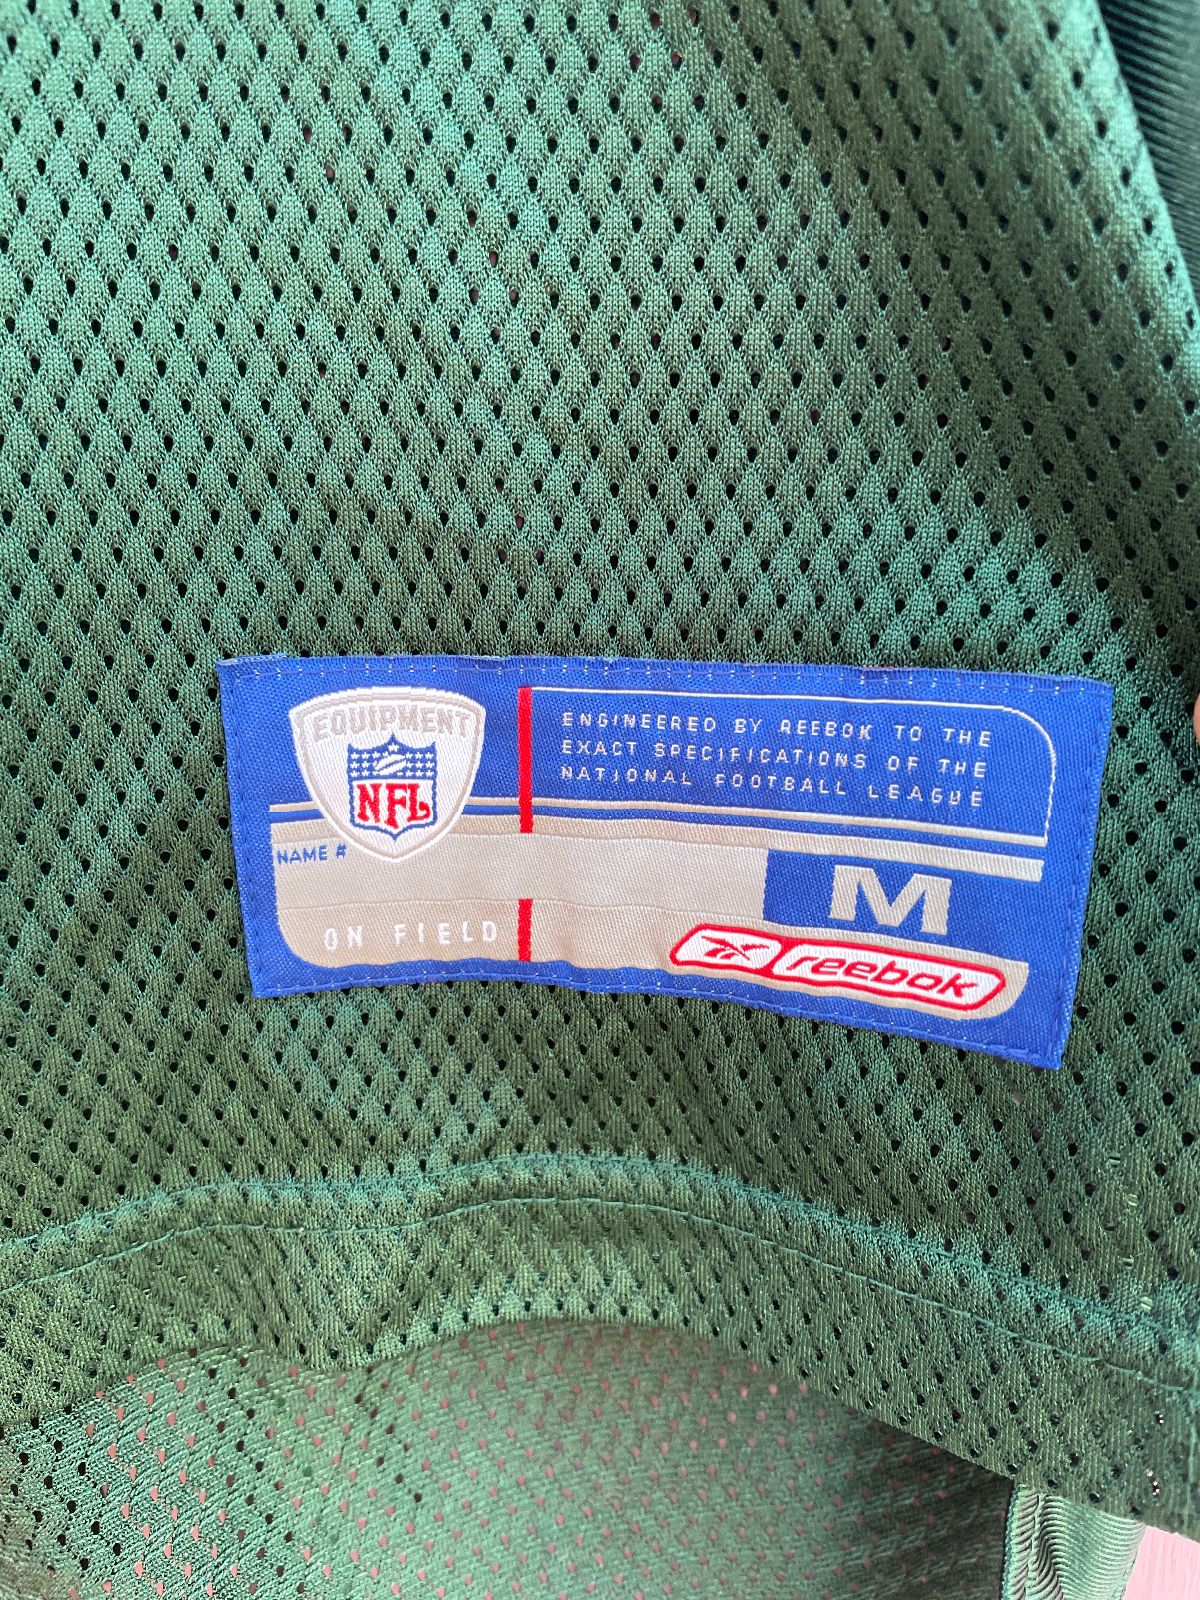 EQUIPMENT
NFL
ENGINEERED BY REEBOK TO THE
EXACT SPECIFICATIONS OF THE
NATIONAL FOOTBALL LEAGUE
NAME #
M
ON FIELD
reebok